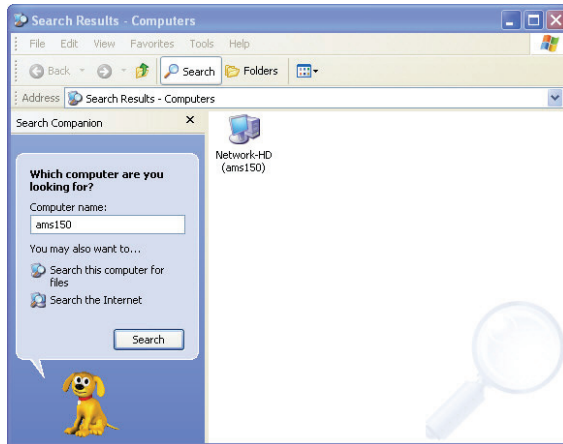 Search Results - Computers
File Edit View Favorites Tools Help
Back Search Folders
Address Search Results - Computers
Search Companion
Network-HD
(ams150)
Which computer are you
looking for?
Computer name:
ams150
You may also want to...
Search this computer for
files
Search the Internet
Search